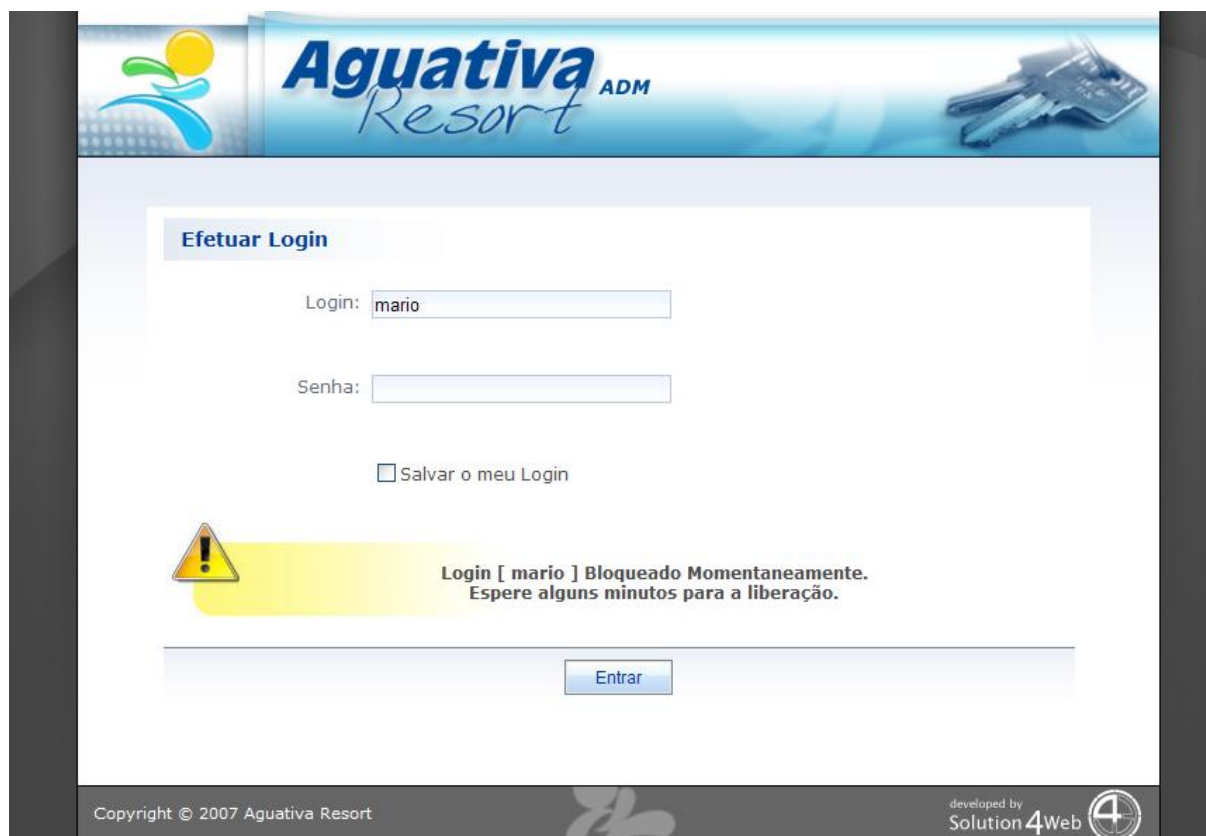 Aguativa ADM
Resort
Efetuar Login
Login: mario
Senha:
Salvar o meu Login
Login [ mario ] Bloqueado Momentaneamente.
Espere alguns minutos para a liberação.
Entrar
Copyright © 2007 Aguativa Resort
developed by
Solution 4Web
4